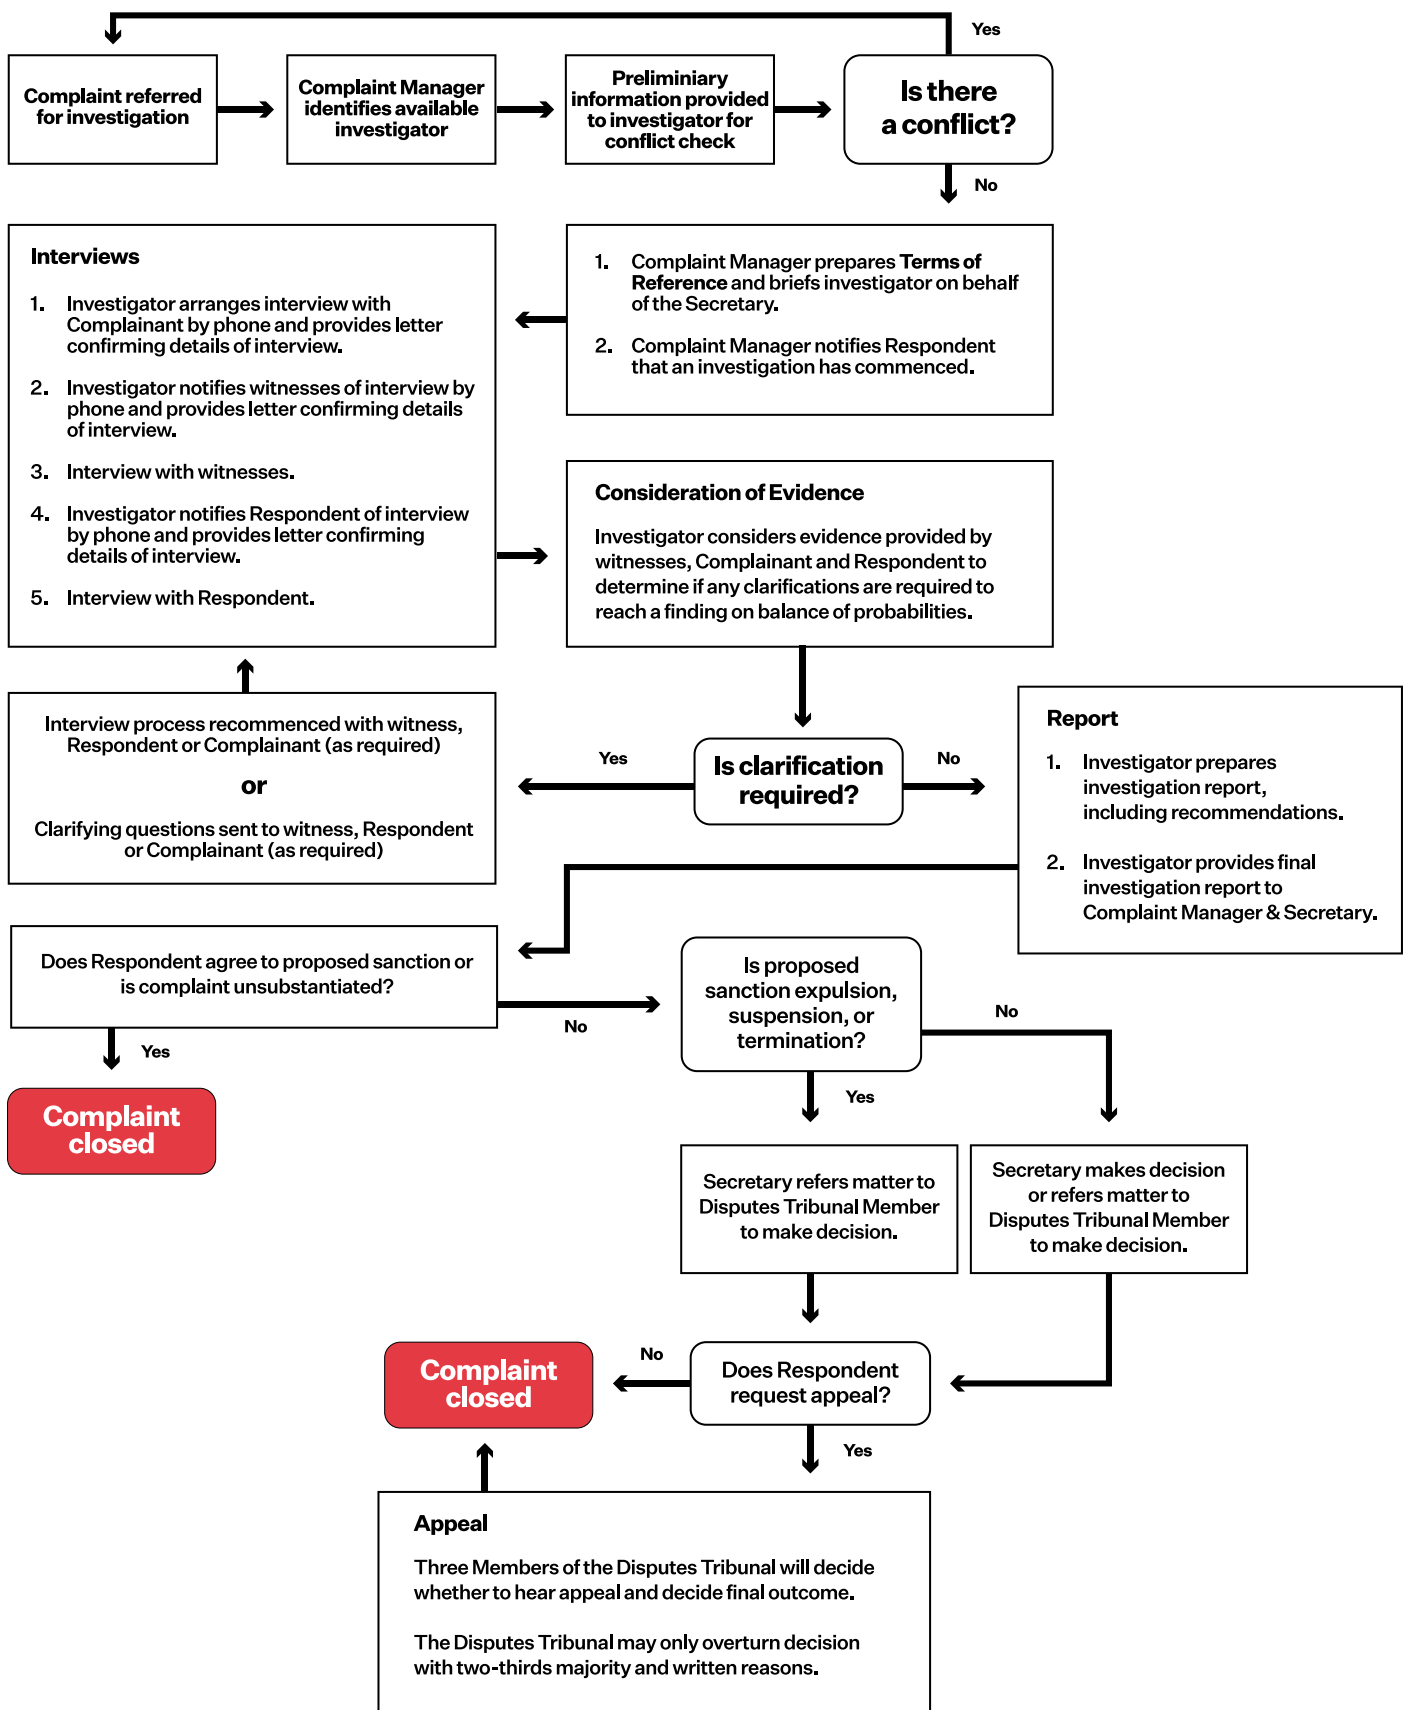 Yes
Complaint referred
for investigation
Complaint Manager
identifies available
investigator
Preliminiary
information provided
to investigator for
conflict check
Is there
a conflict?
No
1. Complaint Manager prepares Terms of
Reference and briefs investigator on behalf
of the Secretary.
2. Complaint Manager notifies Respondent
that an investigation has commenced.
Interviews
1. Investigator arranges interview with
Complainant by phone and provides letter
confirming details of interview.
2. Investigator notifies witnesses of interview by
phone and provides letter confirming details
of interview.
3. Interview with witnesses.
4. Investigator notifies Respondent of interview
by phone and provides letter confirming
details of interview.
5. Interview with Respondent.
Consideration of Evidence
Investigator considers evidence provided by
witnesses, Complainant and Respondent to
determine if any clarifications are required to
reach a finding on balance of probabilities.
Is clarification
required?
Yes
No
Interview process recommenced with witness,
Respondent or Complainant (as required)
or
Clarifying questions sent to witness, Respondent
or Complainant (as required)
Report
1. Investigator prepares
investigation report,
including recommendations.
2. Investigator provides final
investigation report to
Complaint Manager & Secretary.
Does Respondent agree to proposed sanction or
is complaint unsubstantiated?
Yes
Complaint
closed
No
Is proposed
sanction expulsion,
suspension, or
termination?
No
Yes
Secretary refers matter to
Disputes Tribunal Member
to make decision.
Secretary makes decision
or refers matter to
Disputes Tribunal Member
to make decision.
Does Respondent
request appeal?
No
Complaint
closed
Yes
Appeal
Three Members of the Disputes Tribunal will decide
whether to hear appeal and decide final outcome.
The Disputes Tribunal may only overturn decision
with two-thirds majority and written reasons.